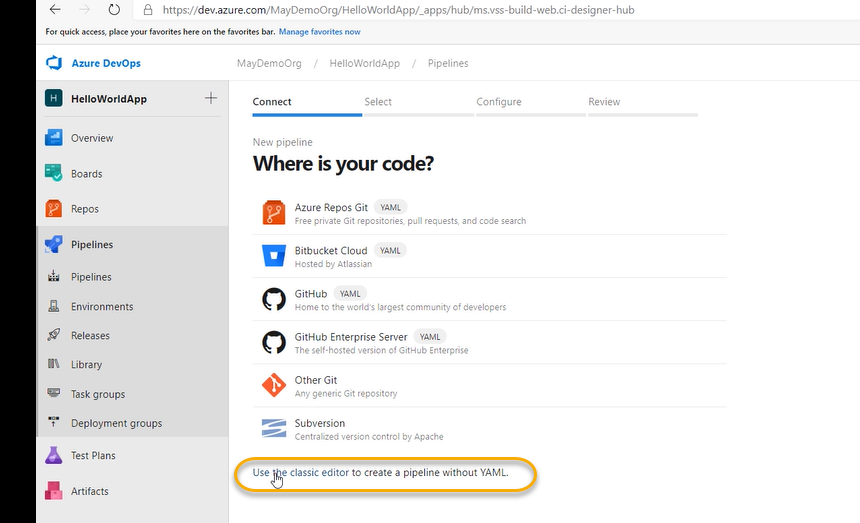 https://dev.azure.com/MayDemoOrg/HelloWorldApp/_apps/hub/ms.vss-build-web.ci-designer-hub
For quick access, place your favorites here on the favorites bar. Manage favorites now
Azure DevOps
MayDemoOrg / HelloWorldApp / Pipelines
H HelloWorldApp +
Overview
Boards
Repos
Pipelines
Pipelines
Environments
Releases
Library
Task groups
Deployment groups
Test Plans
Artifacts
Connect Select Configure Review
New pipeline
Where is your code?
Azure Repos Git YAML
Free private Git repositories, pull requests, and code search
Bitbucket Cloud YAML
Hosted by Atlassian
GitHub YAML
Home to the world's largest community of developers
GitHub Enterprise Server YAML
The self-hosted version of GitHub Enterprise
Other Git
Any generic Git repository
Subversion
Centralized version control by Apache
Use the classic editor to create a pipeline without YAML.